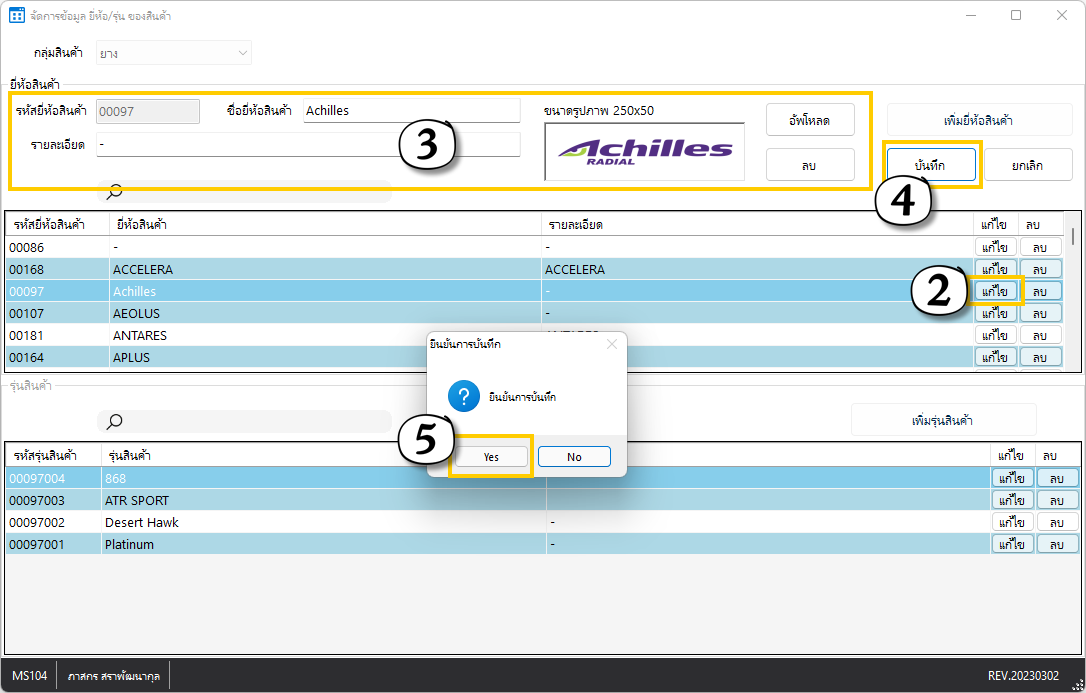 จัดการข้อมูล ยี่ห้อ/รุ่น ของสินค้า
กลุ่มสินค้า ยาง
ยี่ห้อสินค้า
รหัสยี่ห้อสินค้า 00097 ชื่อยี่ห้อสินค้า Achilles ขนาดรูปภาพ 250x50 อัพโหลด เพิ่มยี่ห้อสินค้า
รายละเอียด - 3 Achilles RADIAL ลบ บันทึก ยกเลิก
4
รหัสยี่ห้อสินค้า ยี่ห้อสินค้า รายละเอียด แก้ไข ลบ
00086 - - แก้ไข ลบ
00168 ACCELERA ACCELERA แก้ไข ลบ
00097 Achilles - 2 แก้ไข ลบ
00107 AEOLUS - แก้ไข ลบ
00181 ANTARES ANTARES แก้ไข ลบ
00164 APLUS แก้ไข ลบ
ยืนยันการบันทึก
? ยืนยันการบันทึก
5 Yes No
รุ่นสินค้า
เพิ่มรุ่นสินค้า
รหัสรุ่นสินค้า รุ่นสินค้า แก้ไข ลบ
00097004 868 แก้ไข ลบ
00097003 ATR SPORT แก้ไข ลบ
00097002 Desert Hawk - แก้ไข ลบ
00097001 Platinum - แก้ไข ลบ
MS104 ภาสกร สราพัฒนากุล REV.20230302